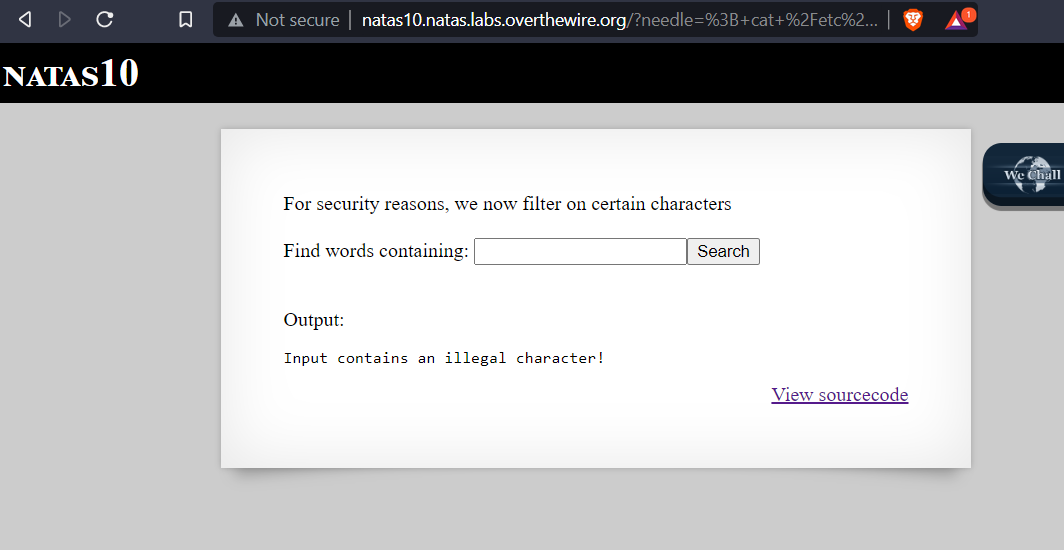 Not secure | natas10.natas.labs.overthewire.org/?needle=%3B+cat+%2Fetc%2... 1
NATAS10
We Chall
For security reasons, we now filter on certain characters
Find words containing: Search
Output:
Input contains an illegal character!
View sourcecode